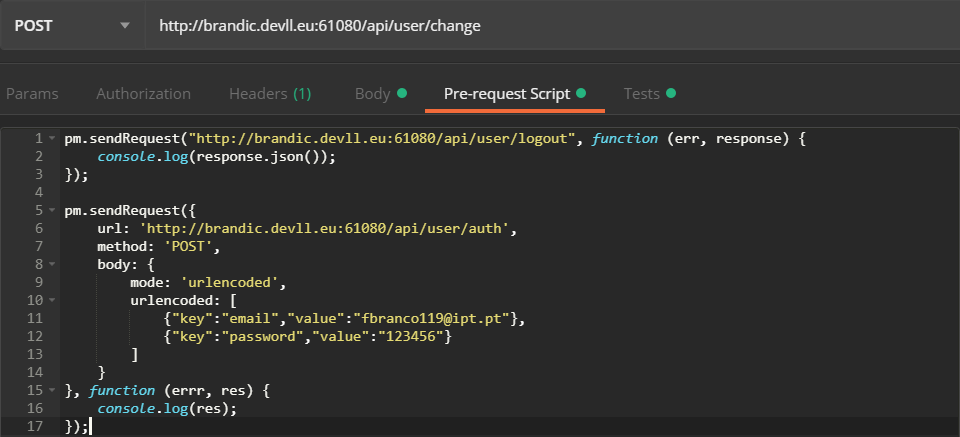 POST http://brandic.devll.eu:61080/api/user/change
Params Authorization Headers (1) Body Pre-request Script Tests
1 pm.sendRequest("http://brandic.devll.eu:61080/api/user/logout", function (err, response) {
2     console.log(response.json());
3 });
4
5 pm.sendRequest({
6     url: 'http://brandic.devll.eu:61080/api/user/auth',
7     method: 'POST',
8     body: {
9         mode: 'urlencoded',
10         urlencoded: [
11             {"key":"email","value":"fbranco119@ipt.pt"},
12             {"key":"password","value":"123456"}
13         ]
14     }
15 }, function (errr, res) {
16     console.log(res);
17 });